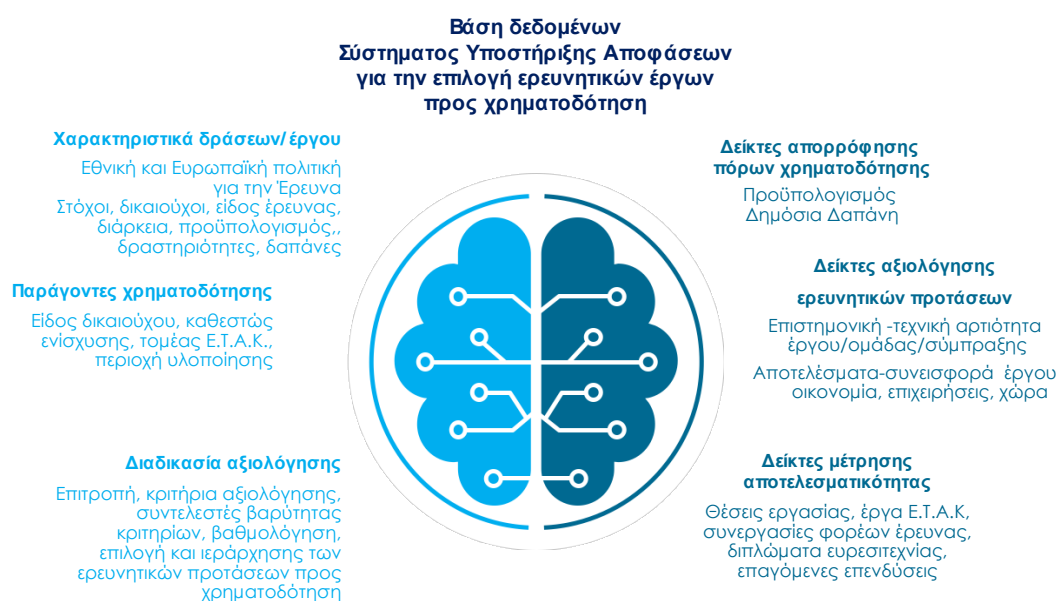 Βάση δεδομένων
Σύστηματος Υποστήριξης Αποφάσεων
για την επιλογή ερευνητικών έργων
προς χρηματοδότηση
Χαρακτηριστικά δράσεων/έργου
Εθνική και Ευρωπαϊκή πολιτική
για την Έρευνα
Στόχοι, δικαιούχοι, είδος έρευνας,
διάρκεια, προϋπολογισμός,,
δραστηριότητες, δαπάνες
Παράγοντες χρηματοδότησης
Είδος δικαιούχου, καθεστώς
ενίσχυσης, τομέας Ε.Τ.Α.Κ.,
περιοχή υλοποίησης
Διαδικασία αξιολόγησης
Επιτροπή, κριτήρια αξιολόγησης,
συντελεστές βαρύτητας
κριτηρίων, βαθμολόγηση,
επιλογή και ιεράρχησης των
ερευνητικών προτάσεων προς
χρηματοδότηση
Δείκτες απορρόφησης
πόρων χρηματοδότησης
Προϋπολογισμός
Δημόσια Δαπάνη
Δείκτες αξιολόγησης
ερευνητικών προτάσεων
Επιστημονική -τεχνική αρτιότητα
έργου/ομάδας/σύμπραξης
Αποτελέσματα-συνεισφορά έργου
οικονομία, επιχειρήσεις, χώρα
Δείκτες μέτρησης
αποτελεσματικότητας
Θέσεις εργασίας, έργα Ε.Τ.Α.Κ,
συνεργασίες φορέων έρευνας,
διπλώματα ευρεσιτεχνίας,
επαγόμενες επενδύσεις